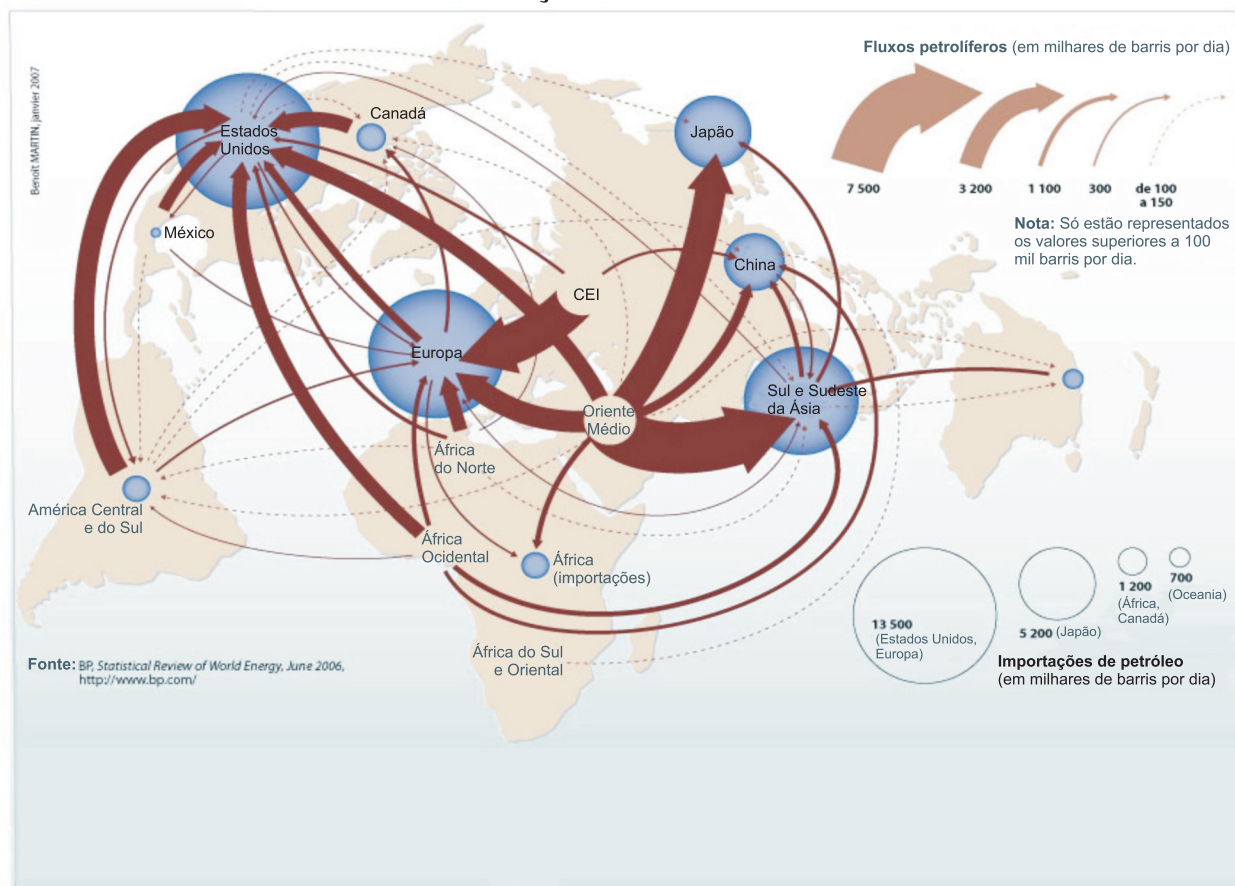 Benoît MARTIN, janvier 2007
Fluxos petrolíferos (em milhares de barris por dia)
7 500
3 200
1 100
300
de 100
a 150
Nota: Só estão representados
os valores superiores a 100
mil barris por dia.
Canadá
Estados
Unidos
Japão
México
China
CEI
Europa
Sul e Sudeste
da Ásia
Oriente
Médio
África
do Norte
América Central
e do Sul
África
Ocidental
África
(importações)
África do Sul
e Oriental
13 500
(Estados Unidos,
Europa)
5 200 (Japão)
1 200
(África,
Canadá)
700
(Oceania)
Importações de petróleo
(em milhares de barris por dia)
Fonte: BP, Statistical Review of World Energy, June 2006,
http://www.bp.com/